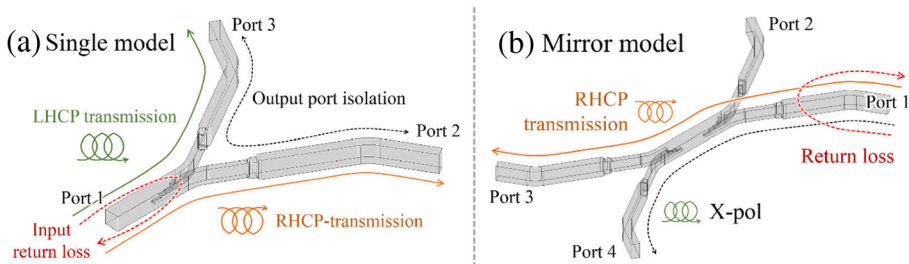 (a) Single model
Port 3
LHCP transmission
Output port isolation
Port 2
Port 1
Input
return loss
RHCP-transmission
(b) Mirror model
Port 2
RHCP
transmission
Port 1
Return loss
Port 3
X-pol
Port 4